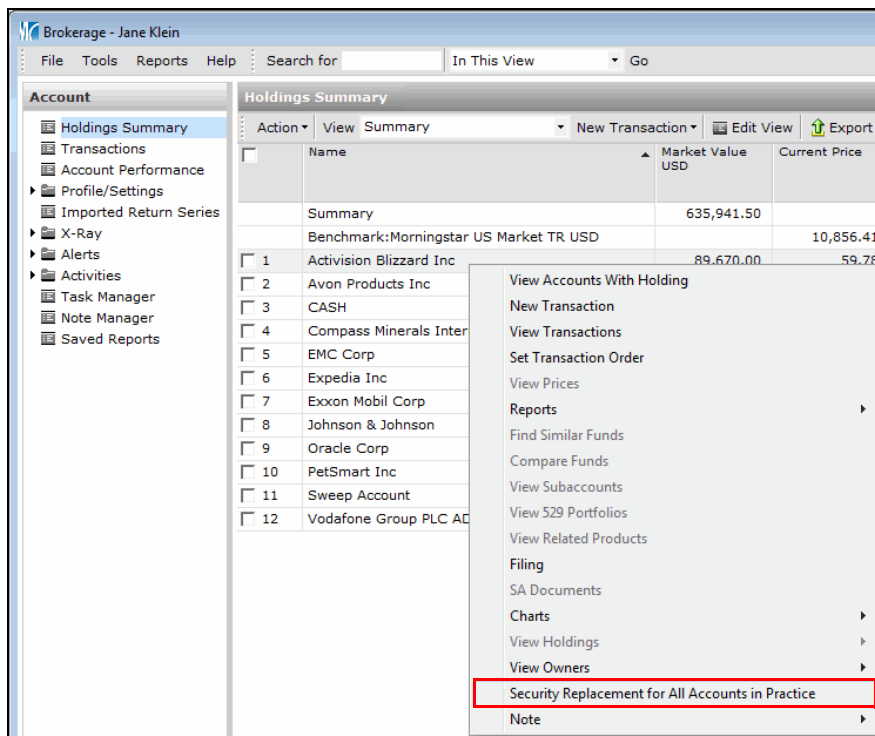 Brokerage - Jane Klein
File Tools Reports Help Search for In This View Go
Account
Holdings Summary
Transactions
Account Performance
Profile/Settings
Imported Return Series
X-Ray
Alerts
Activities
Task Manager
Note Manager
Saved Reports
Holdings Summary
Action View Summary New Transaction Edit View Export
Name Market Value Current Price
USD
Summary 635,941.50
Benchmark:Morningstar US Market TR USD 10,856.41
1 Activision Blizzard Inc 89,670.00 59.78
2 Avon Products Inc
3 CASH
4 Compass Minerals Inter
5 EMC Corp
6 Expedia Inc
7 Exxon Mobil Corp
8 Johnson & Johnson
9 Oracle Corp
10 PetSmart Inc
11 Sweep Account
12 Vodafone Group PLC AD
View Accounts With Holding
New Transaction
View Transactions
Set Transaction Order
View Prices
Reports
Find Similar Funds
Compare Funds
View Subaccounts
View 529 Portfolios
View Related Products
Filing
SA Documents
Charts
View Holdings
View Owners
Security Replacement for All Accounts in Practice
Note